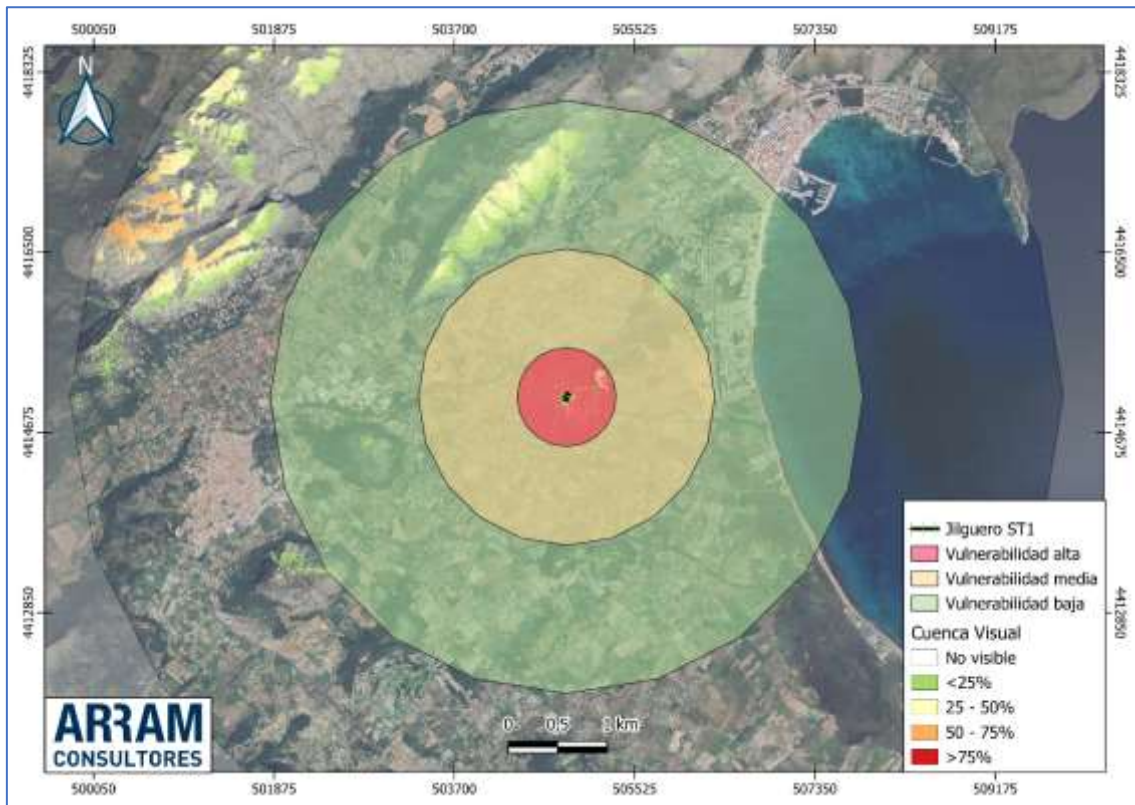 500050 501875 503700 505525 507350 509175
4418325 4418325
N
4416500 4416500
4414675 4414675
4412850 4412850
Jilguero ST1
Vulnerabilidad alta
Vulnerabilidad media
Vulnerabilidad baja
Cuenca Visual
No visible
<25%
25 - 50%
50 - 75%
>75%
ARRAM
CONSULTORES
0 0,5 1 km
500050 501875 503700 505525 507350 509175